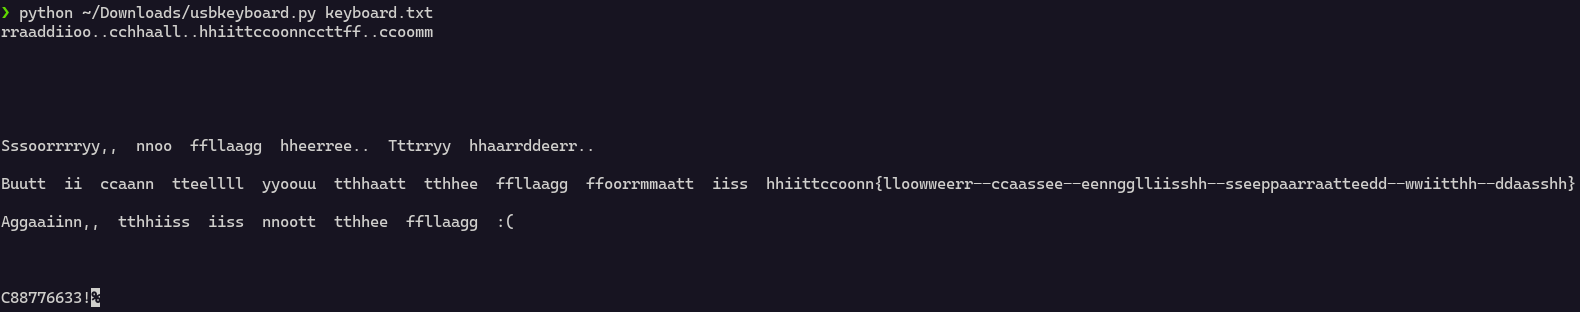 ❯ python ~/Downloads/usbkeyboard.py keyboard.txt
rraaddiioo..cchhaall..hhiittccoonnccttff..ccoomm
Sssoorrrryy,,  nnoo  ffllaagg  hheerree..  Tttrryy  hhaarrddeerr..
Buutt  ii  ccaann  tteellll  yyoouu  tthhaatt  tthhee  ffllaagg  ffoorrmmaatt  iiss  hhiittccoonn{lloowweerr--ccaassee--eenngglliisshh--sseeppaarraatteedd--wwiitthh--ddaasshh}
Aggaaiinn,,  tthhiiss  iiss  nnoott  tthhee  ffllaagg  :(
C88776633!%